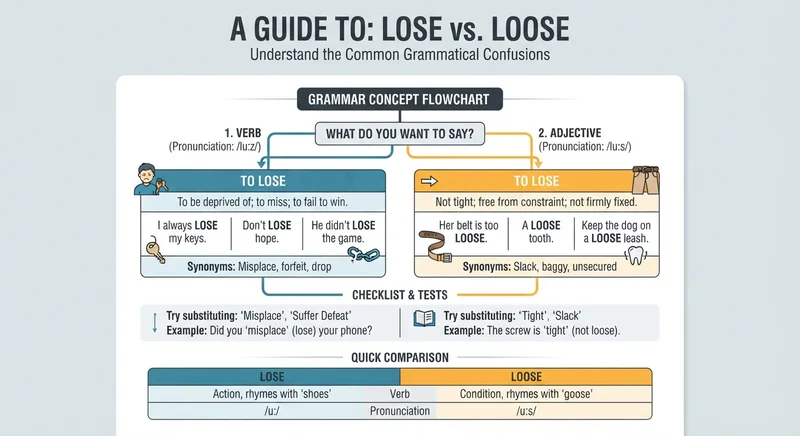 A GUIDE TO: LOSE vs. LOOSE
Understand the Common Grammatical Confusions
GRAMMAR CONCEPT FLOWCHART
WHAT DO YOU WANT TO SAY?
1. VERB
(Pronunciation: /lu:z/)
2. ADJECTIVE
(Pronunciation: /lu:s/)
TO LOSE
To be deprived of; to miss; to fail to win.
I always LOSE
my keys.
Don't LOSE
hope.
He didn't LOSE
the game.
Synonyms: Misplace, forfeit, drop
TO LOSE
Not tight; free from constraint; not firmly fixed.
Her belt is too
LOOSE.
A LOOSE
tooth.
Keep the dog on
a LOOSE leash.
Synonyms: Slack, baggy, unsecured
CHECKLIST & TESTS
Try substituting: 'Misplace', 'Suffer Defeat'
Example: Did you 'misplace' (lose) your phone?
Try substituting: 'Tight', 'Slack'
Example: The screw is 'tight' (not loose).
QUICK COMPARISON
LOSE LOOSE
Action, rhymes with 'shoes' Verb Condition, rhymes with 'goose'
/u:/ Pronunciation /u:s/